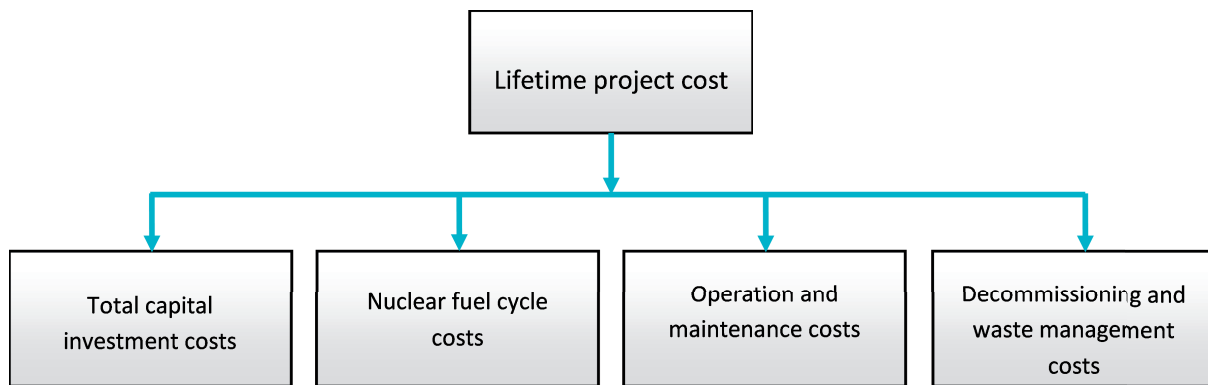 Lifetime project cost
Total capital
investment costs
Nuclear fuel cycle
costs
Operation and
maintenance costs
Decommissioning and
waste management
costs